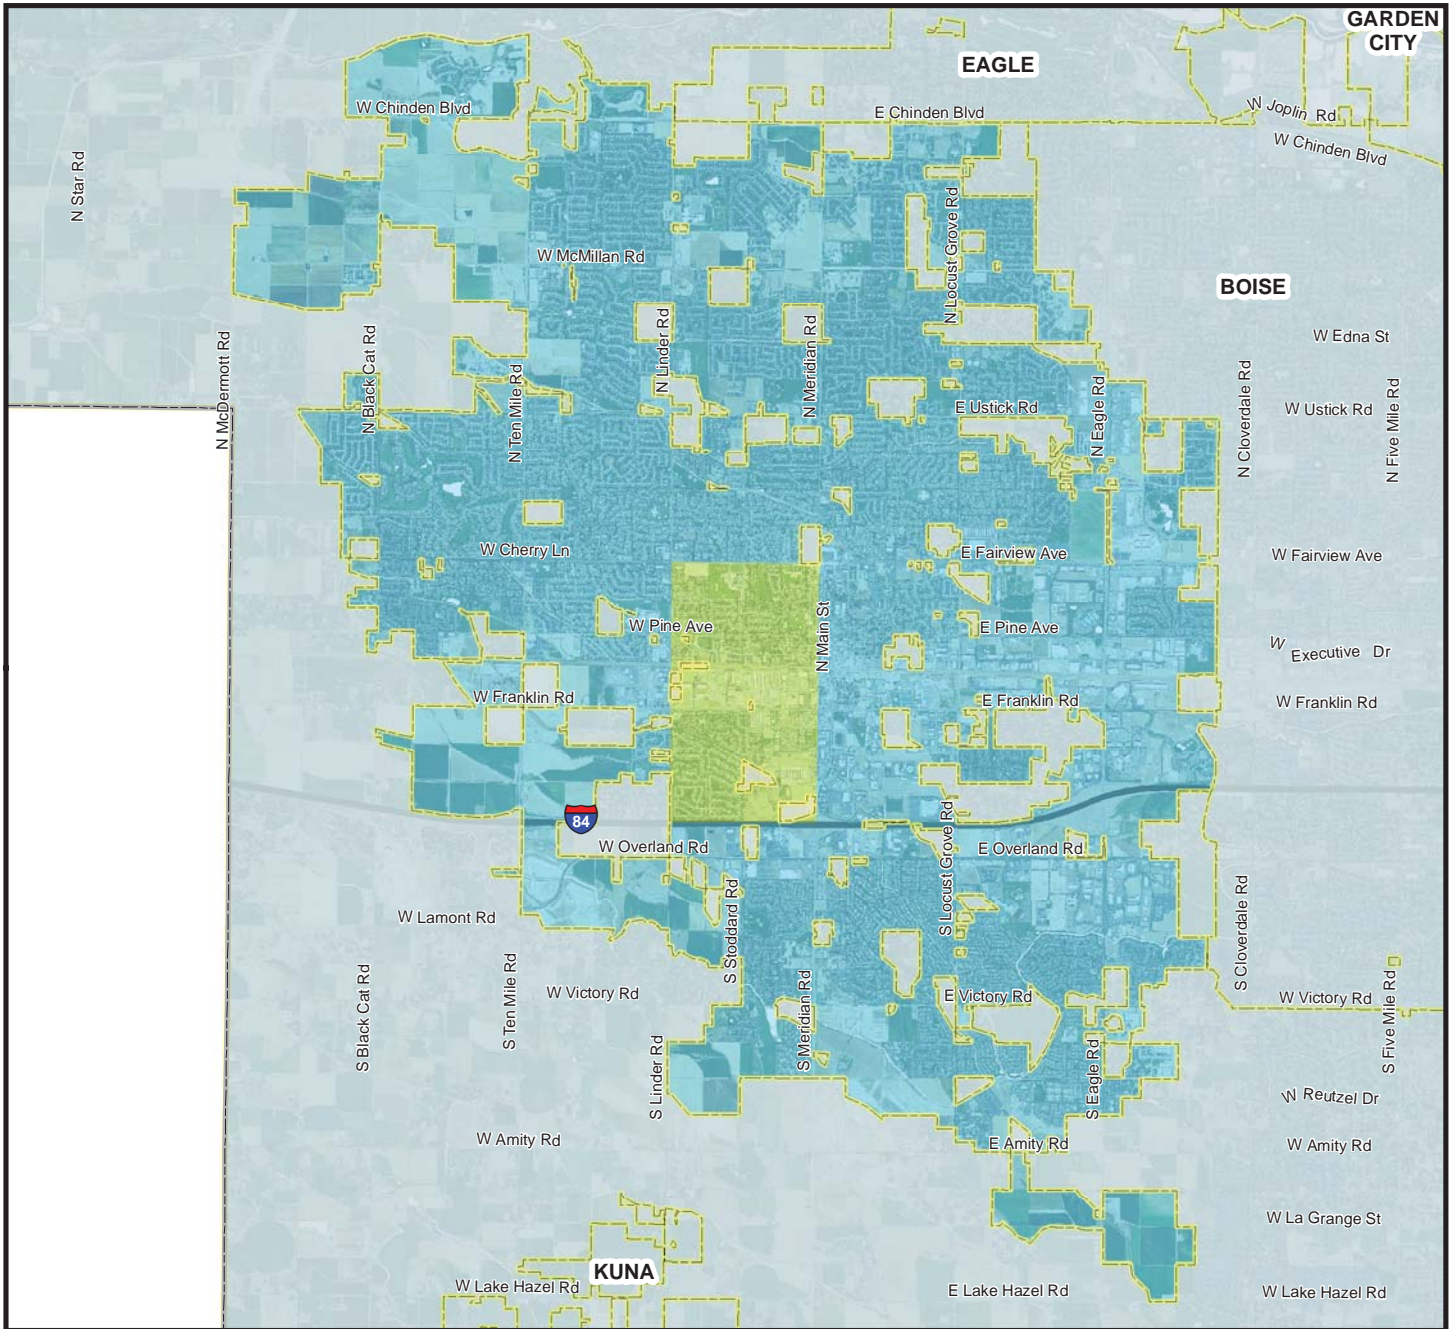 GARDEN
CITY
EAGLE
W Chinden Blvd
E Chinden Blvd
W Joplin Rd
W Chinden Blvd
N Star Rd
N Locust Grove Rd
W McMillan Rd
BOISE
N McDermott Rd
N Black Cat Rd
N Ten Mile Rd
N Linder Rd
N Meridian Rd
W Edna St
E Ustick Rd
N Eagle Rd
N Cloverdale Rd
W Ustick Rd
N Five Mile Rd
W Cherry Ln
E Fairview Ave
W Fairview Ave
W Pine Ave
N Main St
E Pine Ave
W Executive Dr
W Franklin Rd
E Franklin Rd
W Franklin Rd
84
W Overland Rd
S Locust Grove Rd
E Overland Rd
W Lamont Rd
S Stoddard Rd
S Cloverdale Rd
S Black Cat Rd
S Ten Mile Rd
W Victory Rd
S Meridian Rd
E Victory Rd
W Victory Rd
S Five Mile Rd
S Linder Rd
S Eagle Rd
W Reutzel Dr
W Amity Rd
E Amity Rd
W Amity Rd
W La Grange St
KUNA
W Lake Hazel Rd
E Lake Hazel Rd
W Lake Hazel Rd